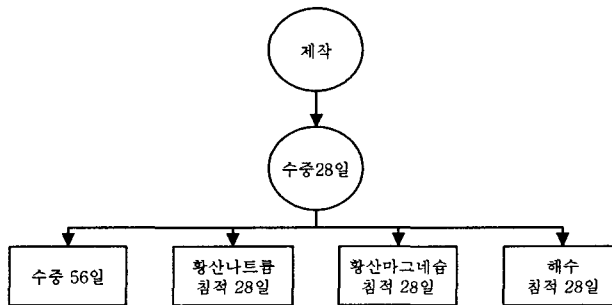 제작
수중28일
수중 56일
황산나트륨
침적 28일
황산마그네슘
침적 28일
해수
침적 28일